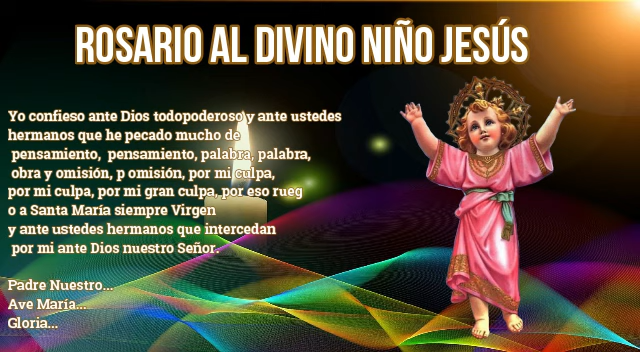 ROSARIO AL DIVINO NIÑO JESÚS
Yo confieso ante Dios todopoderoso y ante ustedes
hermanos que he pecado mucho de
pensamiento, pensamiento, palabra, palabra,
obra y omisión, p omisión, por mi culpa,
por mi culpa, por mi gran culpa, por eso rueg
o a Santa María siempre Virgen
y ante ustedes hermanos que intercedan
por mi ante Dios nuestro Señor.
Padre Nuestro...
Ave María...
Gloria...